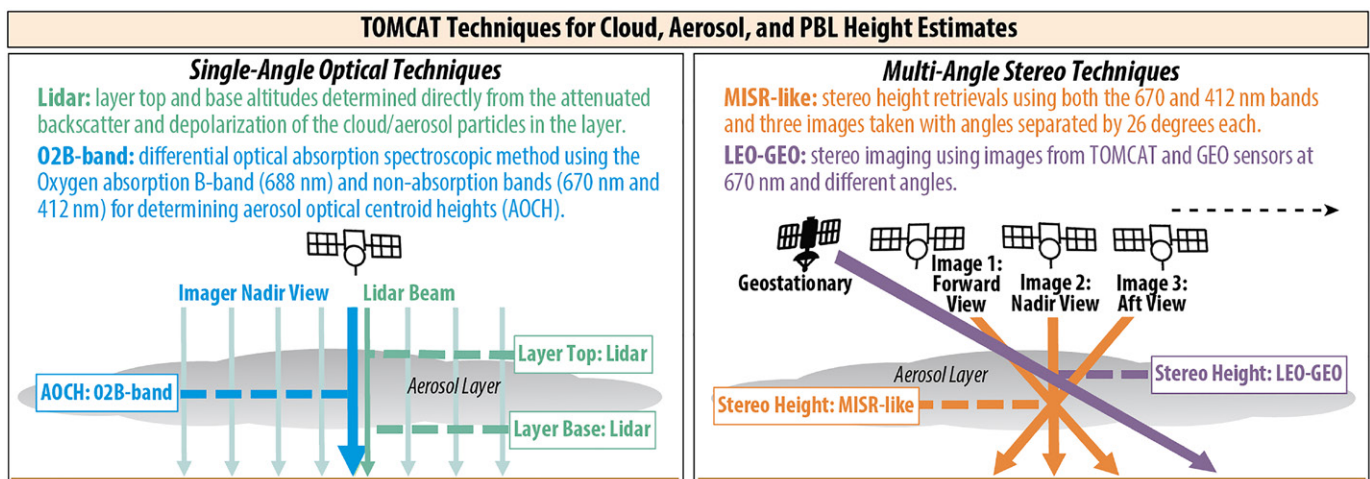 TOMCAT Techniques for Cloud, Aerosol, and PBL Height Estimates
Single-Angle Optical Techniques
Lidar: layer top and base altitudes determined directly from the attenuated
backscatter and depolarization of the cloud/aerosol particles in the layer.
O2B-band: differential optical absorption spectroscopic method using the
Oxygen absorption B-band (688 nm) and non-absorption bands (670 nm and
412 nm) for determining aerosol optical centroid heights (AOCH).
Imager Nadir View
Lidar Beam
Layer Top: Lidar
Aerosol Layer
AOCH: O2B-band
Layer Base: Lidar
Multi-Angle Stereo Techniques
MISR-like: stereo height retrievals using both the 670 and 412 nm bands
and three images taken with angles separated by 26 degrees each.
LEO-GEO: stereo imaging using images from TOMCAT and GEO sensors at
670 nm and different angles.
Geostationary
Image 1:
Forward
View
Image 2:
Nadir View
Image 3:
Aft View
Aerosol Layer
Stereo Height: LEO-GEO
Stereo Height: MISR-like